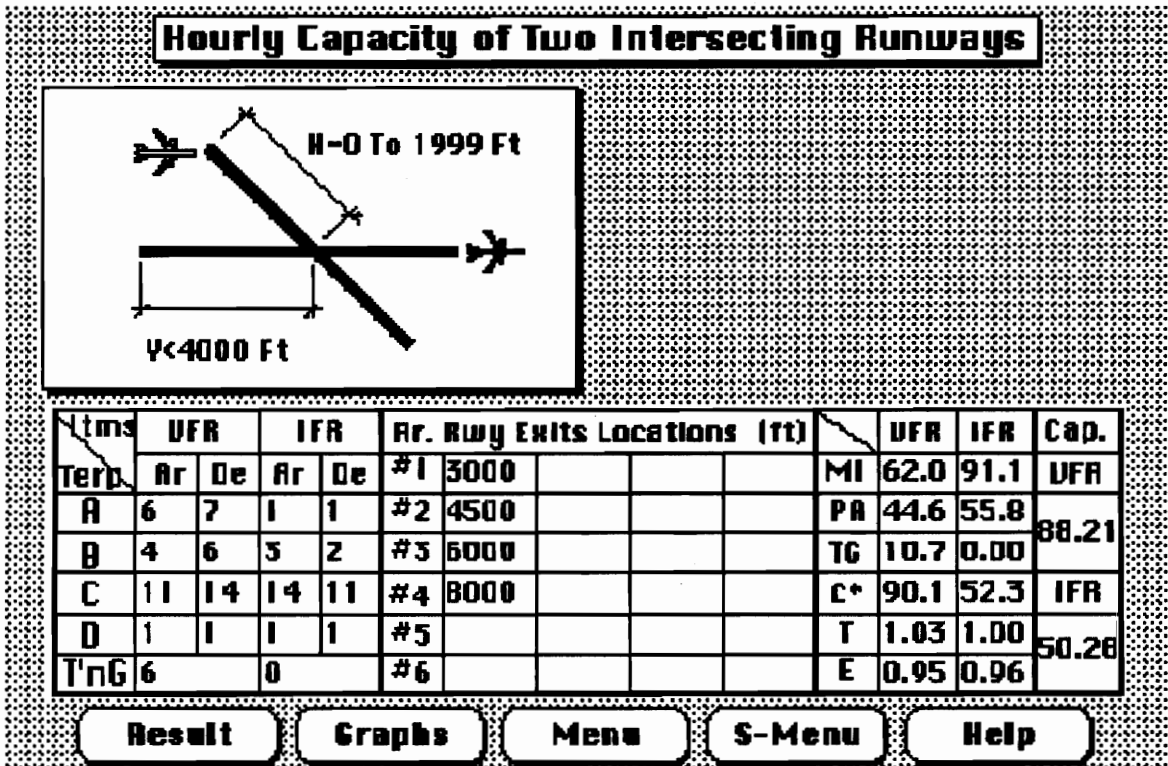 Hourly Capacity of Two Intersecting Runways
H-0 To 1999 Ft
Y<4000 Ft
Itms VFR IFR Ar. Rwy Exits Locations (ft) VFR IFR Cap.
Terp. Ar De Ar De #1 3000 MI 62.0 91.1 VFR
A 6 7 1 1 #2 4500 PA 44.6 55.8 88.21
B 4 6 3 2 #3 6000 TG 10.7 0.00
C 11 14 14 11 #4 8000 C* 90.1 52.3 IFR
D 1 1 1 1 #5 T 1.03 1.00 50.28
T'nG 6 0 #6 E 0.95 0.96
Result Graphs Menu S-Menu Help